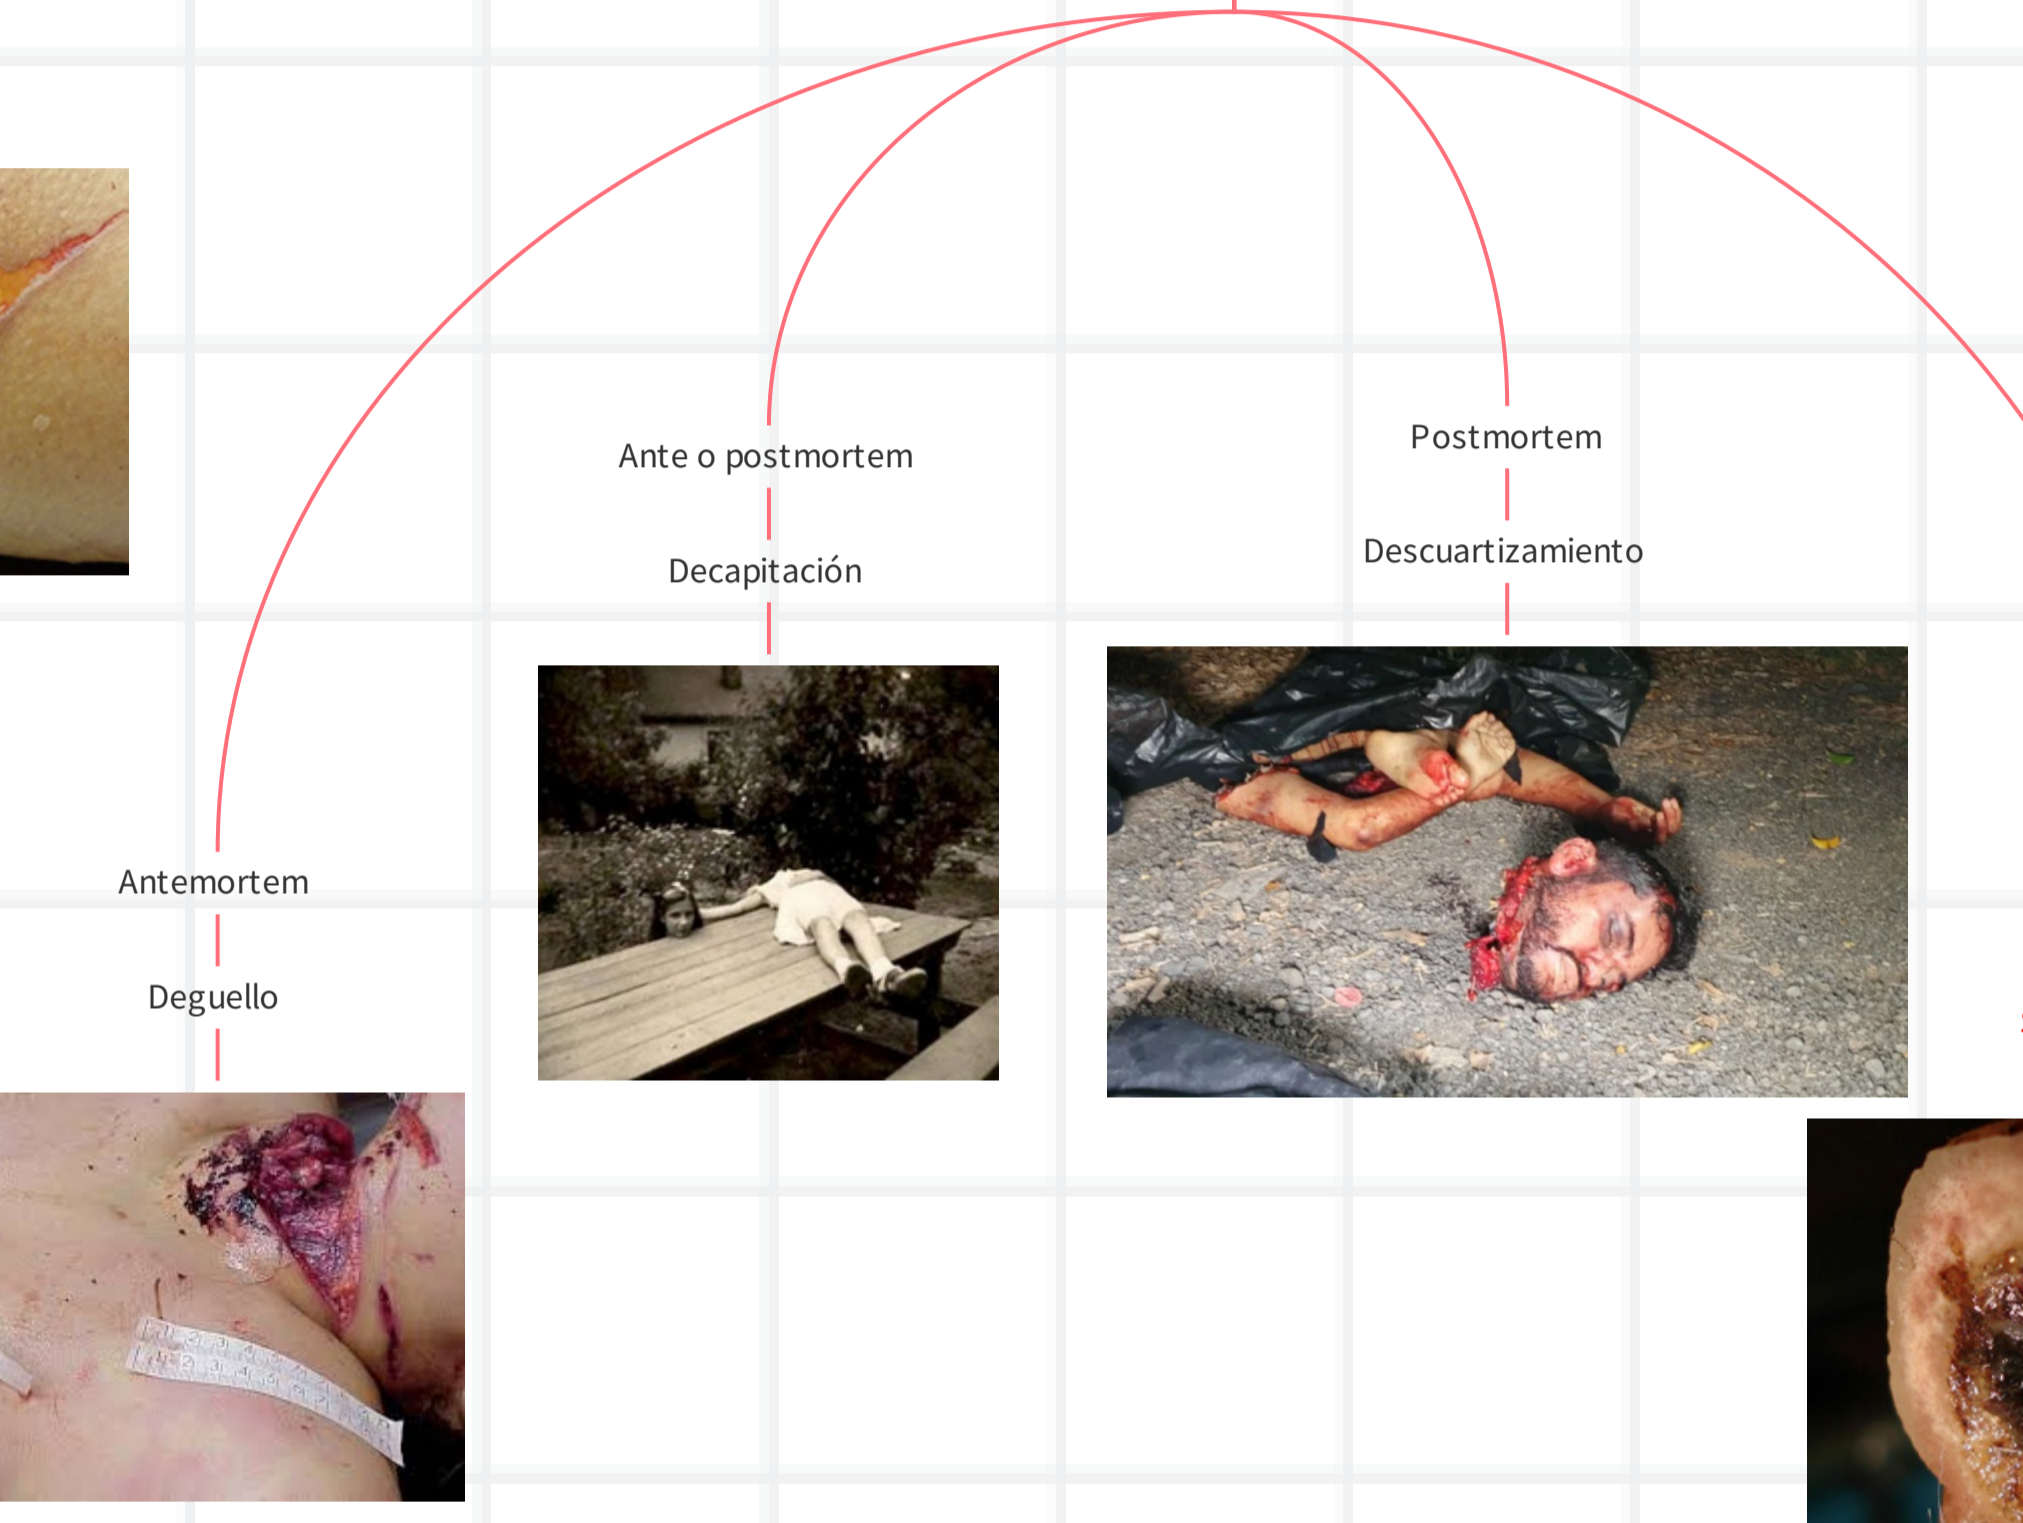 Ante o postmortem
Decapitación
Postmortem
Descuartizamiento
Antemortem
Deguello